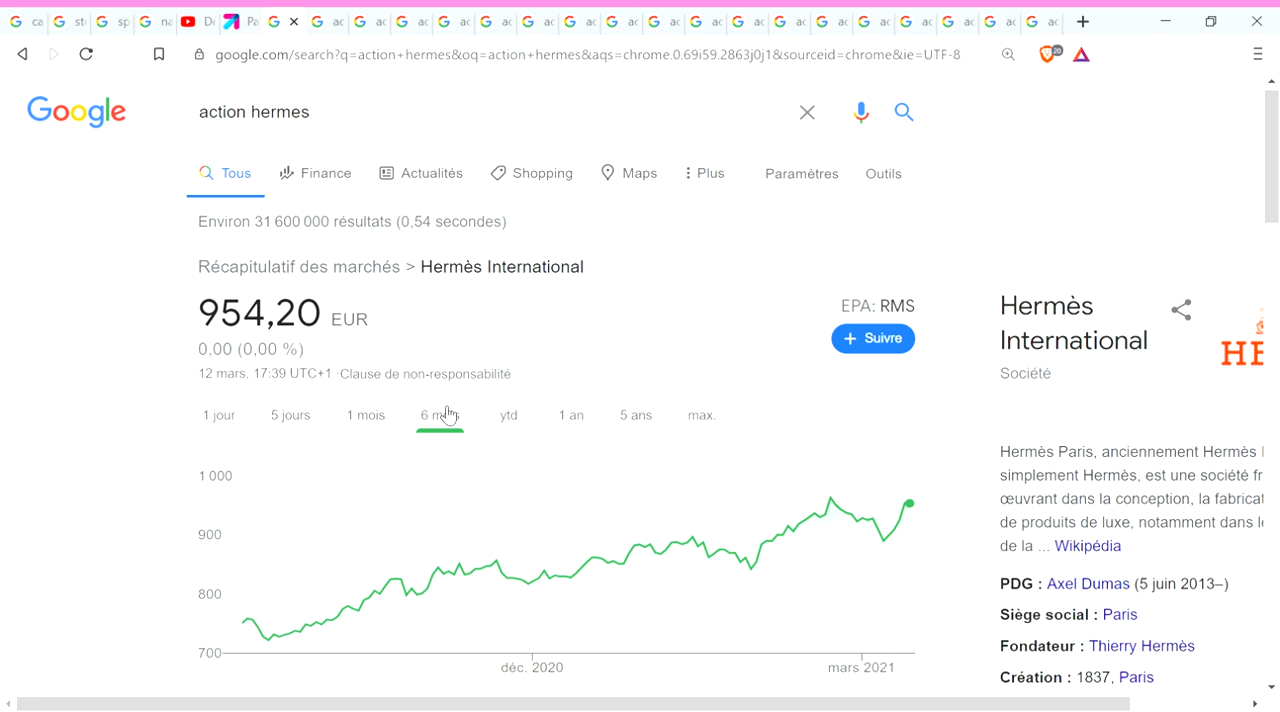 google.com/search?q=action+hermes&oq=action+hermes&aqs=chrome.0.69i59.2863j0j1&sourceid=chrome&ie=UTF-8
20
Google
action hermes
Tous Finance Actualités Shopping Maps Plus Paramètres Outils
Environ 31 600 000 résultats (0,54 secondes)
Récapitulatif des marchés > Hermès International
954,20 EUR
EPA: RMS
0,00 (0,00 %)
+ Suivre
12 mars, 17:39 UTC+1 ·Clause de non-responsabilité
1 jour 5 jours 1 mois 6 mois ytd 1 an 5 ans max.
1 000
900
800
700
déc. 2020 mars 2021
Hermès
International
Société
HE
Hermès Paris, anciennement Hermès
simplement Hermès, est une société fr
œuvrant dans la conception, la fabricat
de produits de luxe, notamment dans l
de la ... Wikipédia
PDG : Axel Dumas (5 juin 2013–)
Siège social : Paris
Fondateur : Thierry Hermès
Création : 1837, Paris